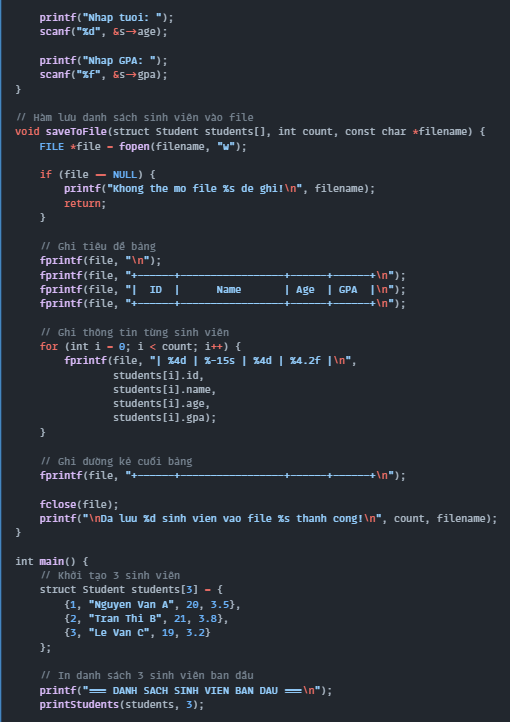 printf("Nhap tuoi: ");
scanf("%d", &s->age);
printf("Nhap GPA: ");
scanf("%f", &s->gpa);
}
// Hàm lưu danh sách sinh viên vào file
void saveToFile(struct Student students[], int count, const char *filename) {
FILE *file = fopen(filename, "w");
if (file == NULL) {
printf("Khong the mo file %s de ghi!\n", filename);
return;
}
// Ghi tiêu đề bảng
fprintf(file, "\n");
fprintf(file, "+------+-----------------+------+------+\n");
fprintf(file, "|  ID  |      Name       | Age  | GPA  |\n");
fprintf(file, "+------+-----------------+------+------+\n");
// Ghi thông tin từng sinh viên
for (int i = 0; i < count; i++) {
fprintf(file, "| %4d | %-15s | %4d | %4.2f |\n",
students[i].id,
students[i].name,
students[i].age,
students[i].gpa);
}
// Ghi đường kẻ cuối bảng
fprintf(file, "+------+-----------------+------+------+\n");
fclose(file);
printf("\nDa luu %d sinh vien vao file %s thanh cong!\n", count, filename);
}
int main() {
// Khởi tạo 3 sinh viên
struct Student students[3] = {
{1, "Nguyen Van A", 20, 3.5},
{2, "Tran Thi B", 21, 3.8},
{3, "Le Van C", 19, 3.2}
};
// In danh sách 3 sinh viên ban đầu
printf("=== DANH SACH SINH VIEN BAN DAU ===\n");
printStudents(students, 3);